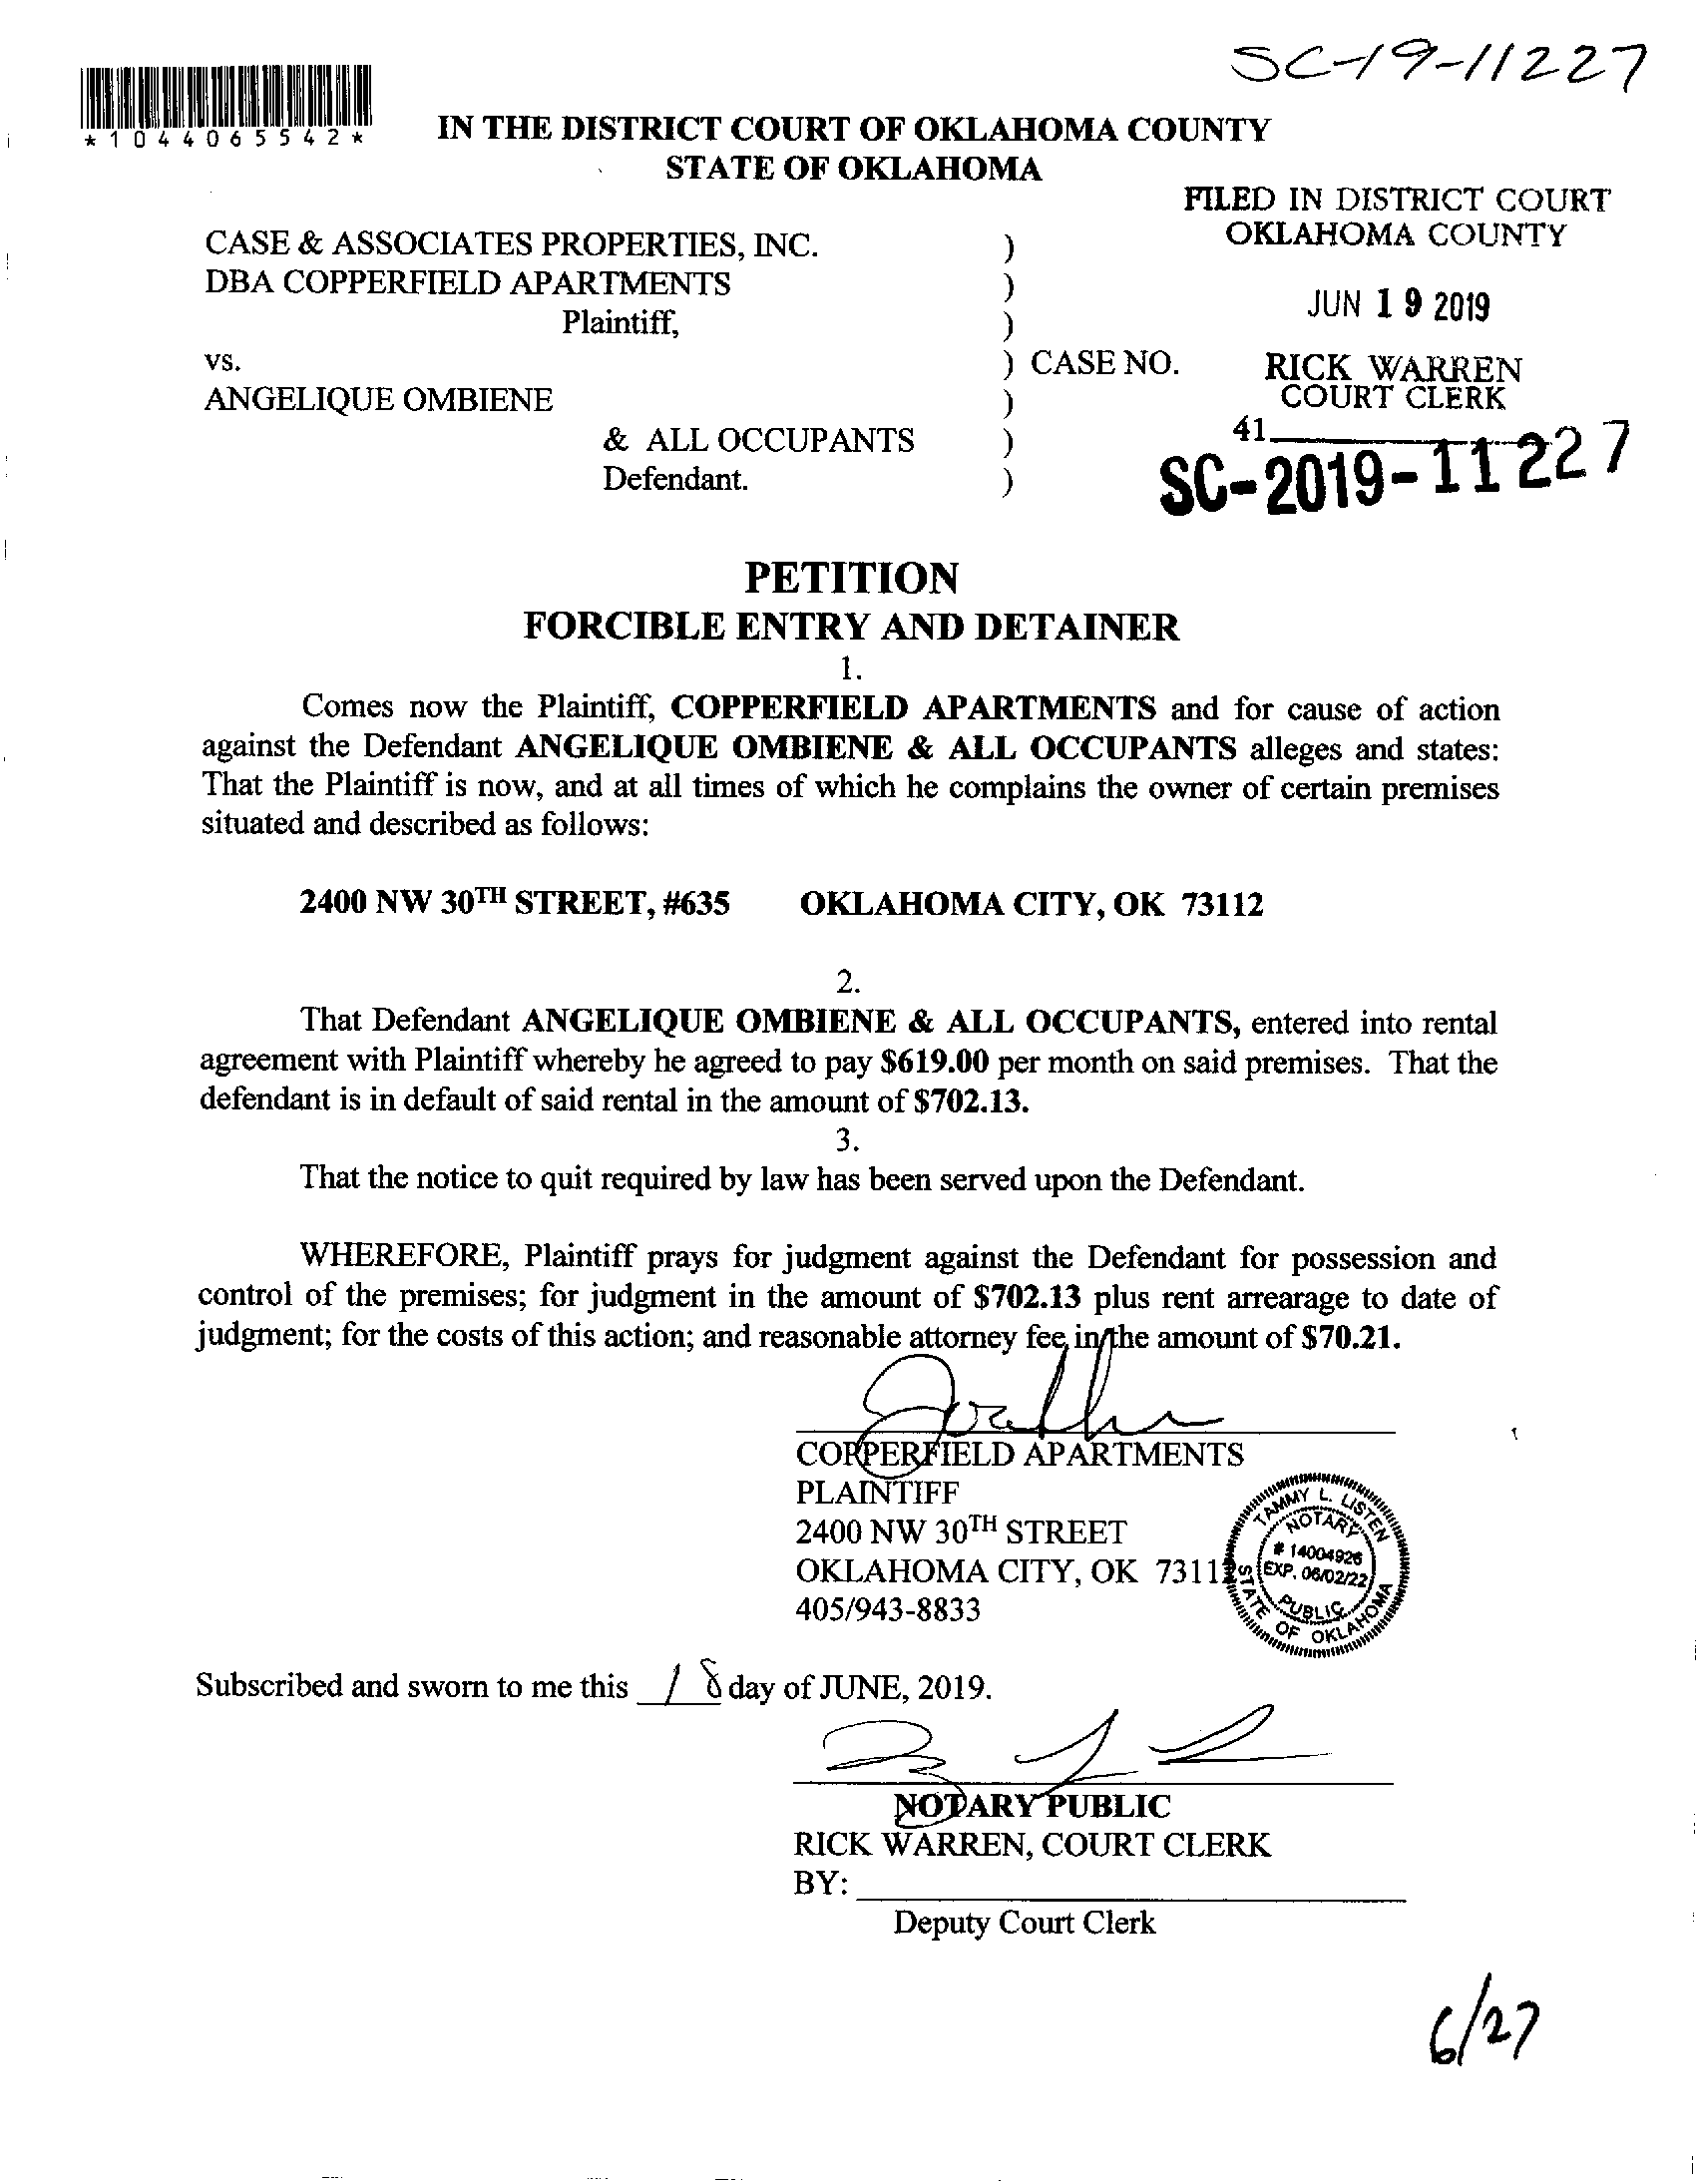 SC-19-11227
*1044065542*
IN THE DISTRICT COURT OF OKLAHOMA COUNTY
STATE OF OKLAHOMA
FILED IN DISTRICT COURT
OKLAHOMA COUNTY
CASE & ASSOCIATES PROPERTIES, INC. )
DBA COPPERFIELD APARTMENTS )
JUN 19 2019
Plaintiff, )
vs. ) CASE NO.
RICK WARREN
COURT CLERK
ANGELIQUE OMBIENE )
& ALL OCCUPANTS )
41
Defendant. )
SC-2019-11227
PETITION
FORCIBLE ENTRY AND DETAINER
1.
Comes now the Plaintiff, COPPERFIELD APARTMENTS and for cause of action
against the Defendant ANGELIQUE OMBIENE & ALL OCCUPANTS alleges and states:
That the Plaintiff is now, and at all times of which he complains the owner of certain premises
situated and described as follows:
2400 NW 30TH STREET, #635 OKLAHOMA CITY, OK 73112
2.
That Defendant ANGELIQUE OMBIENE & ALL OCCUPANTS, entered into rental
agreement with Plaintiff whereby he agreed to pay $619.00 per month on said premises. That the
defendant is in default of said rental in the amount of $702.13.
3.
That the notice to quit required by law has been served upon the Defendant.
WHEREFORE, Plaintiff prays for judgment against the Defendant for possession and
control of the premises; for judgment in the amount of $702.13 plus rent arrearage to date of
judgment; for the costs of this action; and reasonable attorney fee in the amount of $70.21.
COPPERFIELD APARTMENTS
PLAINTIFF
2400 NW 30TH STREET
OKLAHOMA CITY, OK 73112
405/943-8833
TAMMY L. LISTEN
NOTARY
# 14004926
EXP. 06/02/22
PUBLIC
STATE OF OKLAHOMA
Subscribed and sworn to me this 18 day of JUNE, 2019.
NOTARY PUBLIC
RICK WARREN, COURT CLERK
BY:
Deputy Court Clerk
6/27